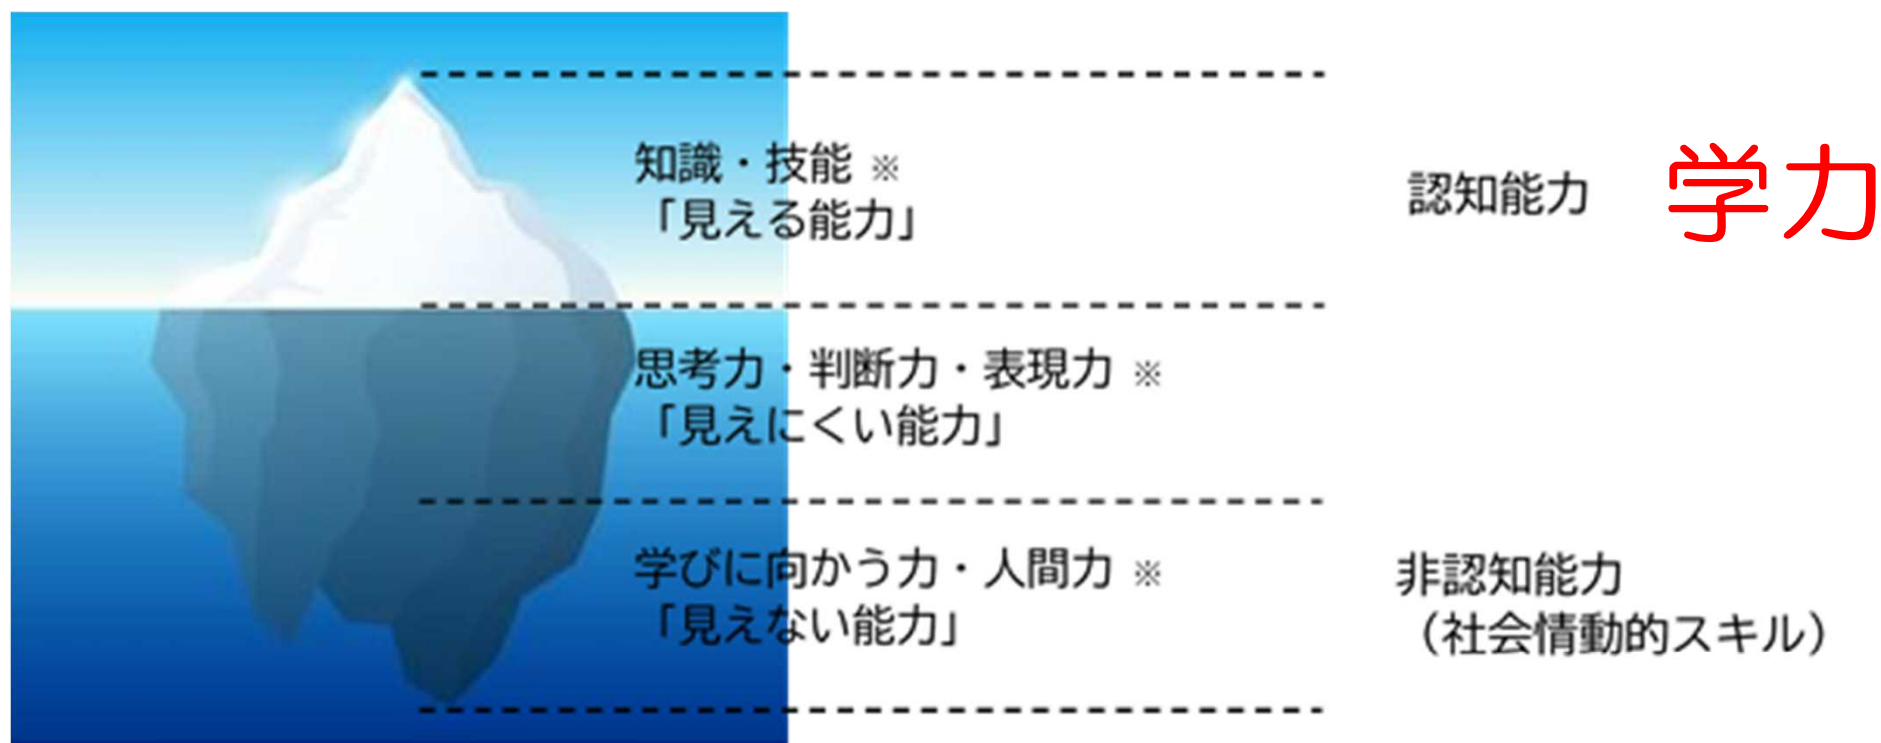 知識・技能 ※
「見える能力」
認知能力
学力
思考力・判断力・表現力 ※
「見えにくい能力」
学びに向かう力・人間力 ※
「見えない能力」
非認知能力
（社会情動的スキル）